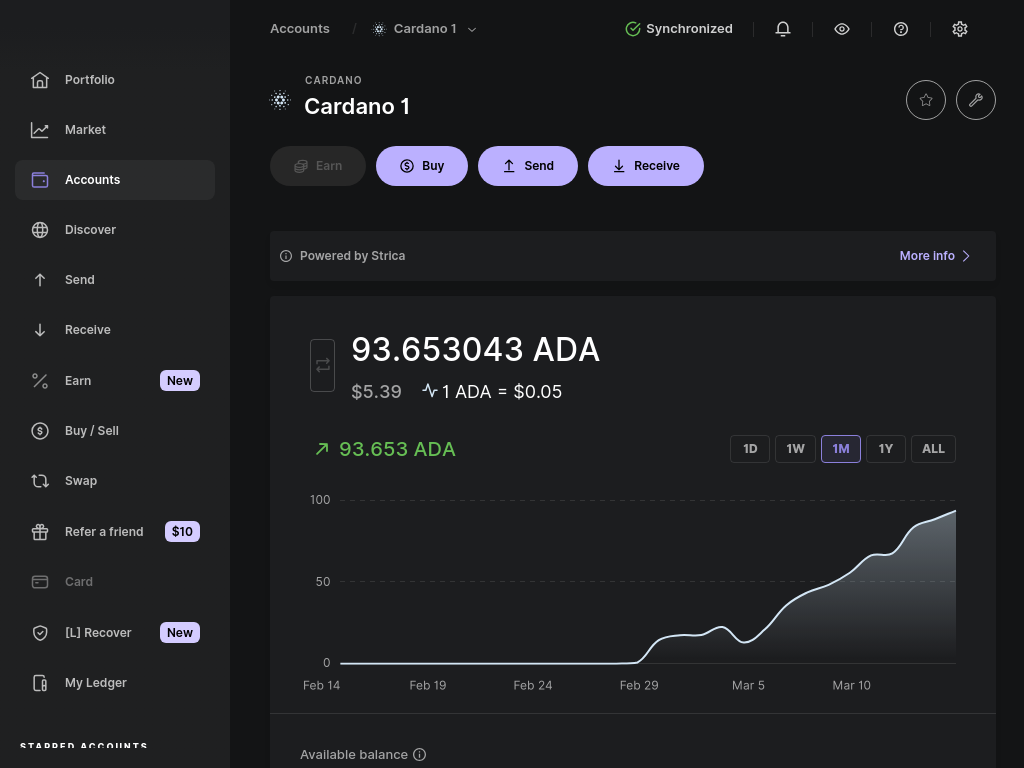 Portfolio
Market
Accounts
Discover
Send
Receive
Earn New
Buy / Sell
Swap
Refer a friend $10
Card
[L] Recover New
My Ledger
STARRED ACCOUNTS
Accounts / Cardano 1
Synchronized
CARDANO
Cardano 1
Earn Buy Send Receive
Powered by Strica More info
93.653043 ADA
$5.39 1 ADA = $0.05
93.653 ADA 1D 1W 1M 1Y ALL
100
50
0
Feb 14 Feb 19 Feb 24 Feb 29 Mar 5 Mar 10
Available balance